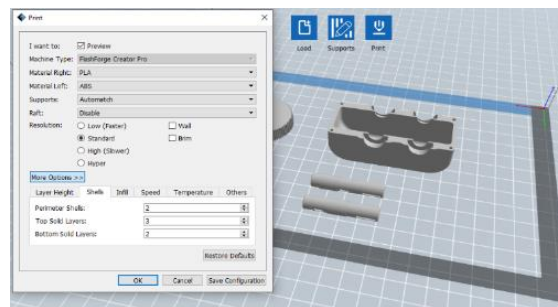 Print
I want to: Preview
Machine Type: FlashForge Creator Pro
Material Right: PLA
Material Left: ABS
Supports: Automatch
Raft: Disable
Resolution: Low (Faster) Wall
Standard Brim
High (Slower)
Hyper
More Options >>
Layer Height Shells Infill Speed Temperature Others
Perimeter Shells: 2
Top Solid Layers: 3
Bottom Solid Layers: 2
Restore Defaults
OK Cancel Save Configuration
Load Supports Print